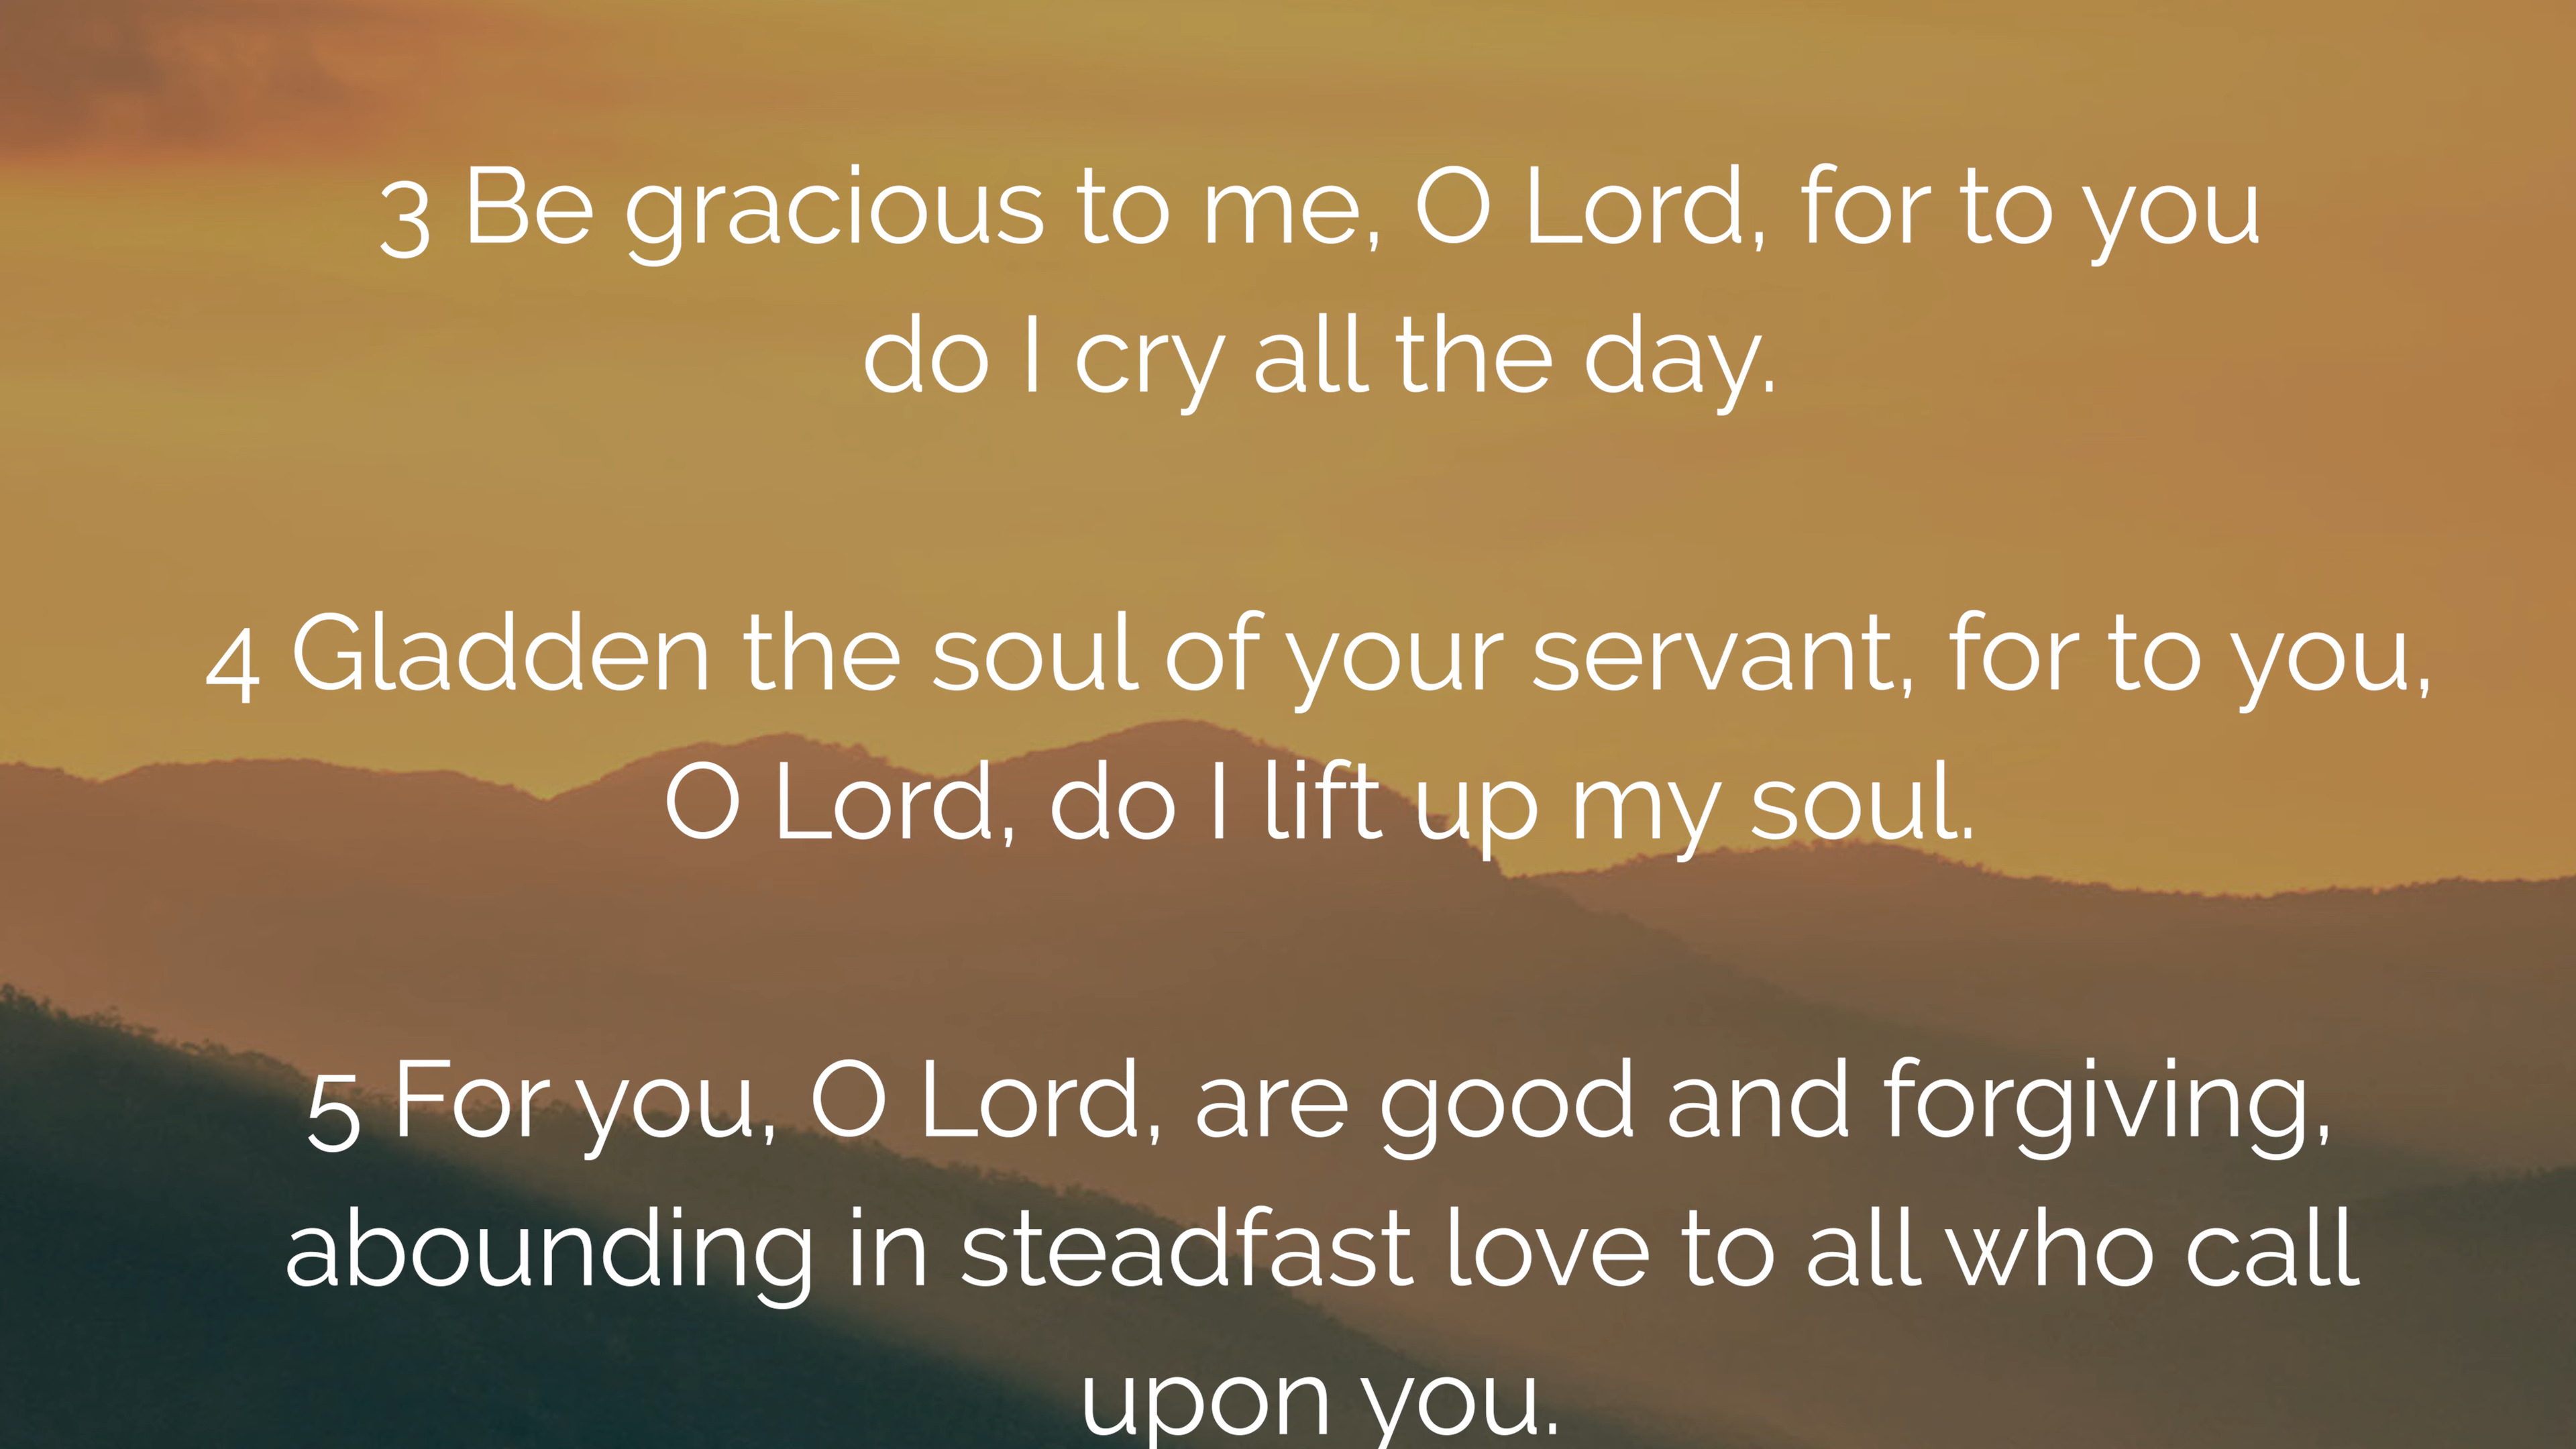 3 Be gracious to me, O Lord, for to you
do I cry all the day.
4 Gladden the soul of your servant, for to you,
O Lord, do I lift up my soul.
5 For you, O Lord, are good and forgiving,
abounding in steadfast love to all who call
upon you.